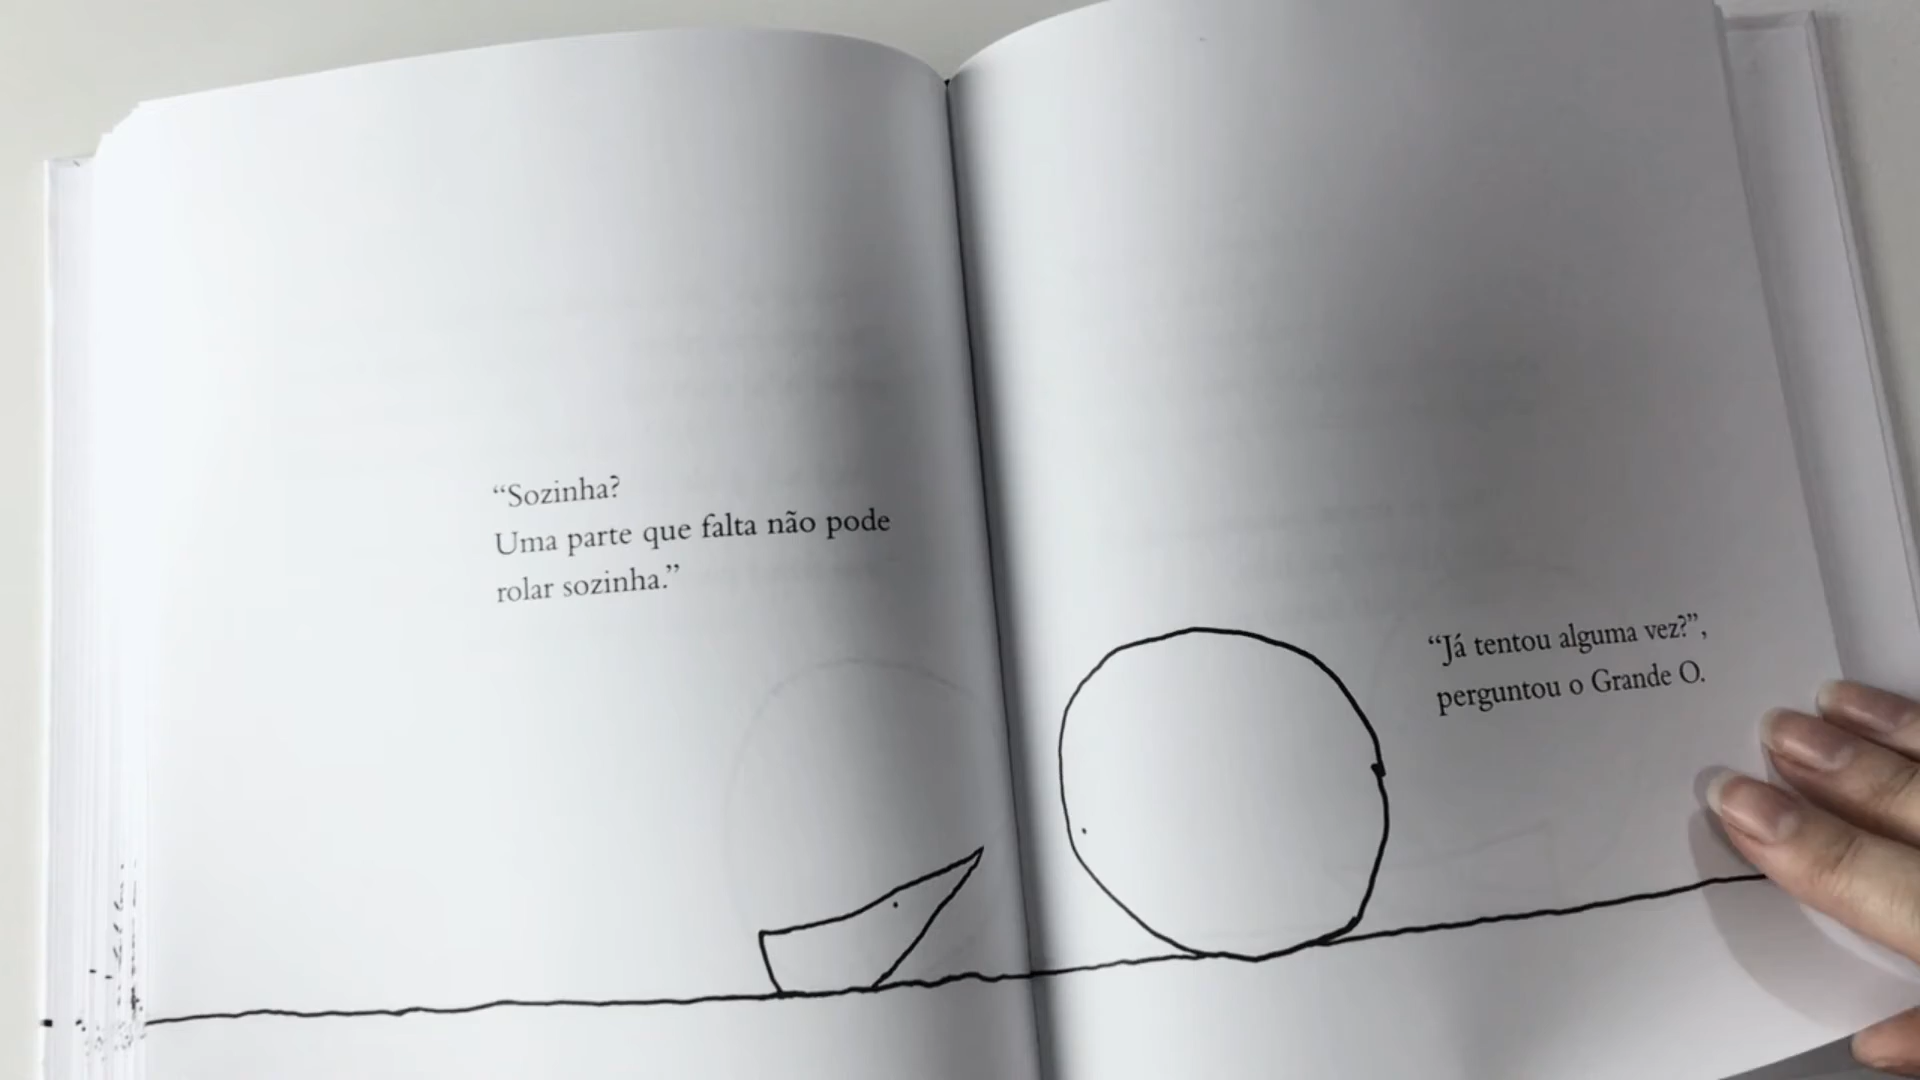 “Sozinha?
Uma parte que falta não pode
rolar sozinha.”
“Já tentou alguma vez?”,
perguntou o Grande O.